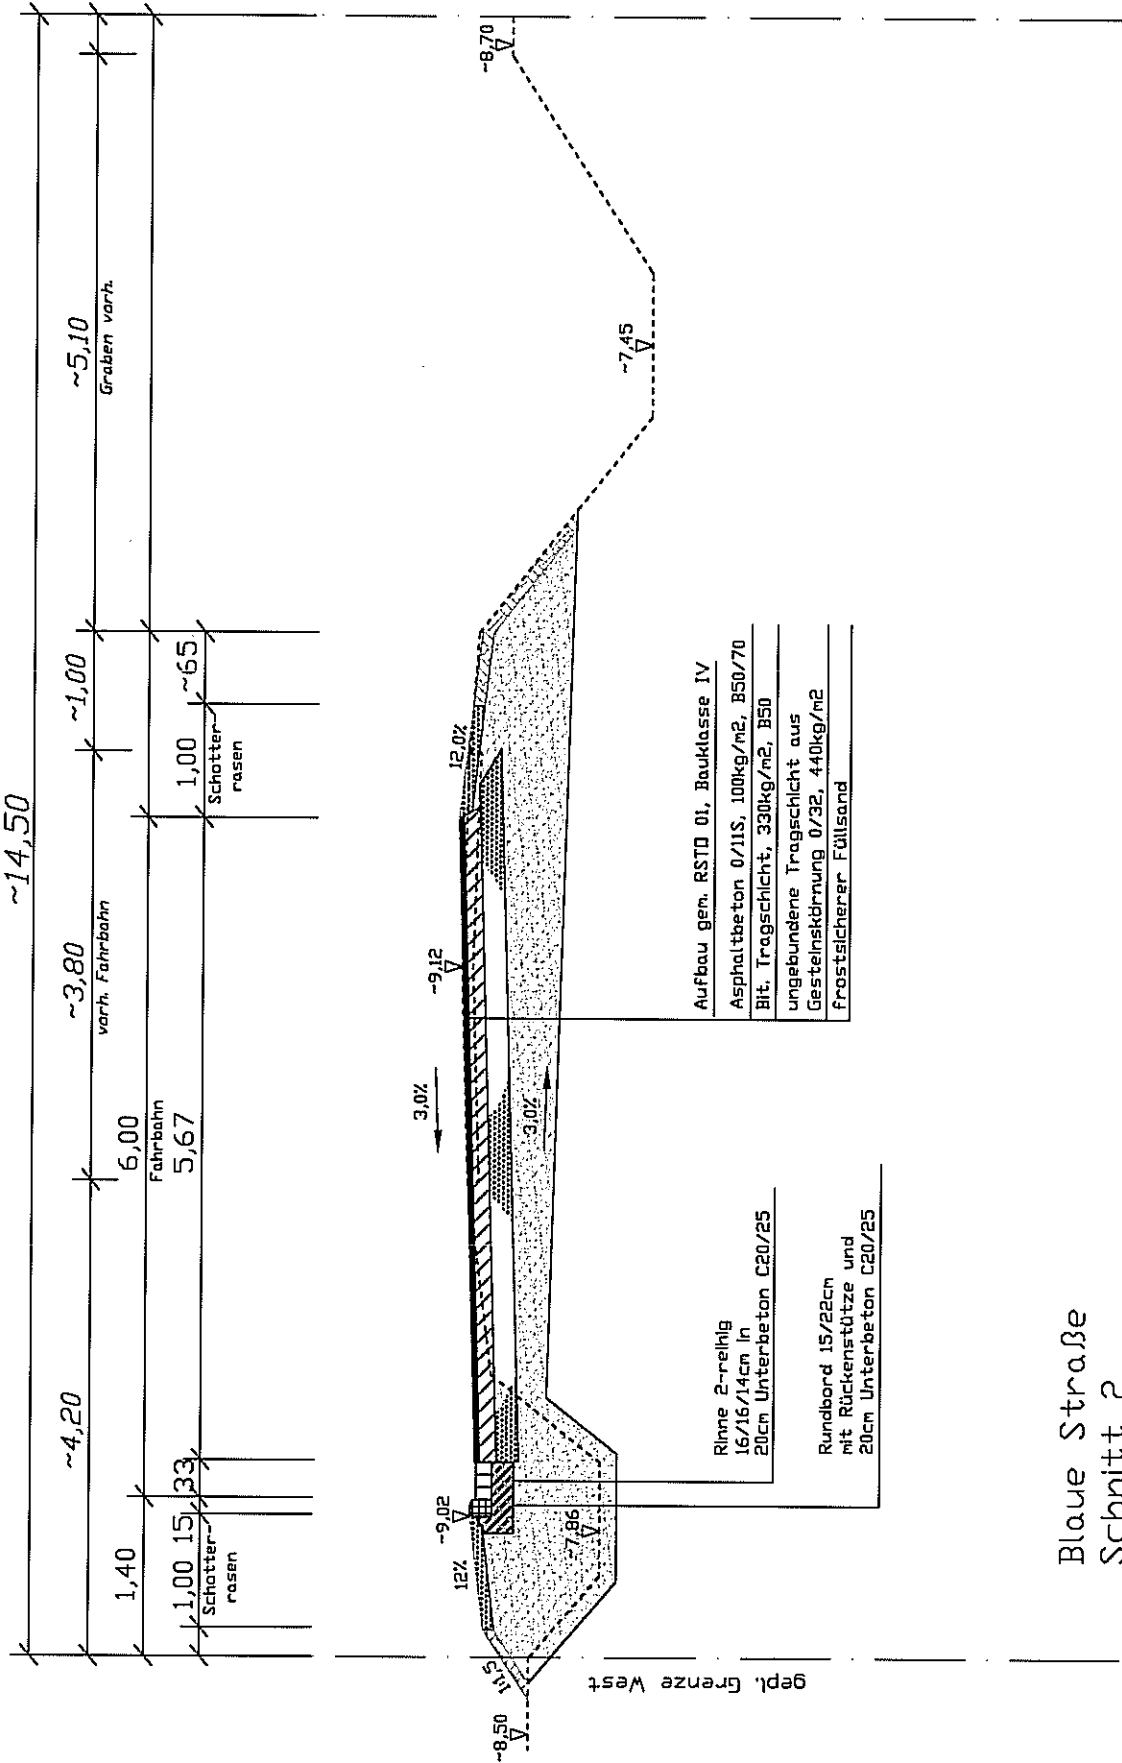 ~14,50
~4,20
~3,80
vorh. Fahrbahn
~1,00
~5,10
Graben vorh.
1,40
6,00
Fahrbahn
1,00
15
33
5,67
1,00
~65
Schotter-
rasen
Schotter-
rasen
~8,50
1:1,5
12%
~9,02
~7,86
3,0%
3,0%
~9,12
12,0%
~7,45
~8,70
gepl. Grenze West
Rinne 2-reihig
16/16/14cm in
20cm Unterbeton C20/25
Rundbord 15/22cm
mit Rückenstütze und
20cm Unterbeton C20/25
Aufbau gem. RSTO 01, Bauklasse IV
Asphaltbeton 0/11S, 100kg/m2, B50/70
Bit. Tragschicht, 330kg/m2, B50
ungebundene Tragschicht aus
Gesteinskörnung 0/32, 440kg/m2
frostsicherer Füllsand
Blaue Straße
Schnitt